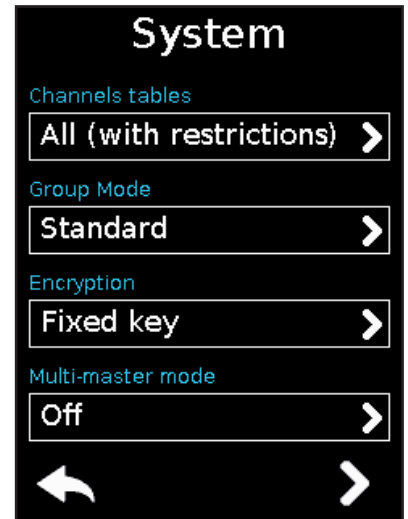 System
Channels tables
All (with restrictions)
Group Mode
Standard
Encryption
Fixed key
Multi-master mode
Off